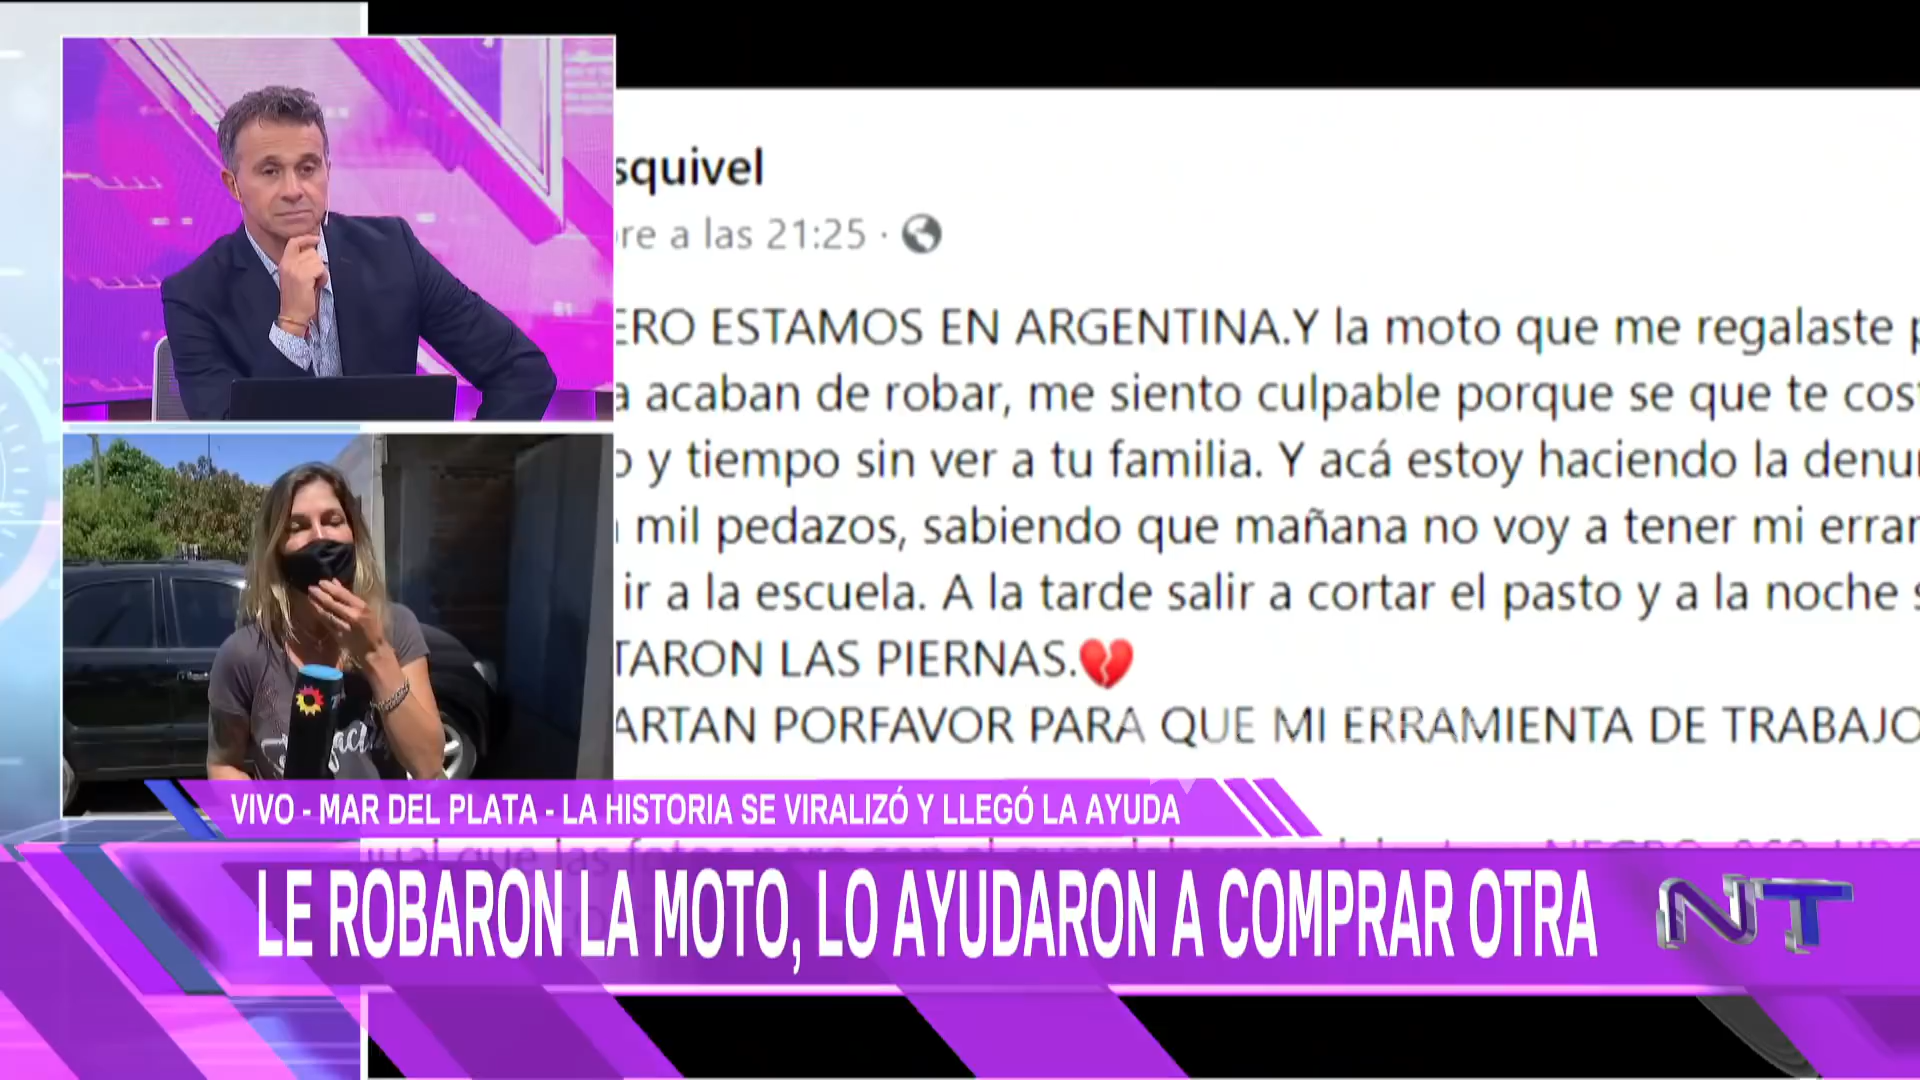 squivel
re a las 21:25 ·
ERO ESTAMOS EN ARGENTINA.Y la moto que me regalaste p
a acaban de robar, me siento culpable porque se que te cos
o y tiempo sin ver a tu familia. Y acá estoy haciendo la denu
mil pedazos, sabiendo que mañana no voy a tener mi erra
ir a la escuela. A la tarde salir a cortar el pasto y a la noche s
TARON LAS PIERNAS.
ARTAN PORFAVOR PARA QUE MI ERRAMIENTA DE TRABAJO
VIVO - MAR DEL PLATA - LA HISTORIA SE VIRALIZÓ Y LLEGÓ LA AYUDA
LE ROBARON LA MOTO, LO AYUDARON A COMPRAR OTRA
NT